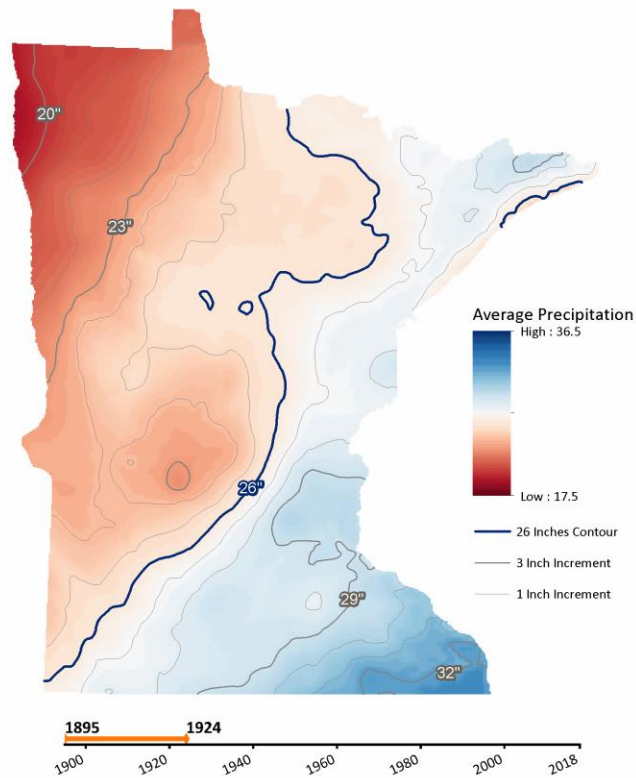 20"
23"
Average Precipitation
High : 36.5
26"
Low : 17.5
26 Inches Contour
3 Inch Increment
29"
1 Inch Increment
32"
1895 1924
1900 1920 1940 1960 1980 2000 2018